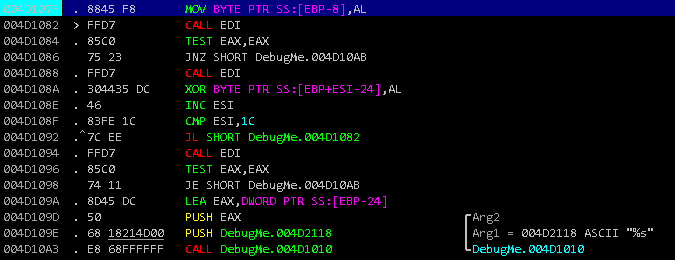 004D107F . 8845 F8 MOV BYTE PTR SS:[EBP-8],AL
004D1082 > FFD7 CALL EDI
004D1084 . 85C0 TEST EAX,EAX
004D1086 75 23 JNZ SHORT DebugMe.004D10AB
004D1088 . FFD7 CALL EDI
004D108A . 304435 DC XOR BYTE PTR SS:[EBP+ESI-24],AL
004D108E . 46 INC ESI
004D108F . 83FE 1C CMP ESI,1C
004D1092 .^7C EE JL SHORT DebugMe.004D1082
004D1094 . FFD7 CALL EDI
004D1096 . 85C0 TEST EAX,EAX
004D1098 74 11 JE SHORT DebugMe.004D10AB
004D109A . 8D45 DC LEA EAX,DWORD PTR SS:[EBP-24]
004D109D . 50 PUSH EAX Arg2
004D109E . 68 18214D00 PUSH DebugMe.004D2118 Arg1 = 004D2118 ASCII "%s"
004D10A3 . E8 68FFFFFF CALL DebugMe.004D1010 DebugMe.004D1010